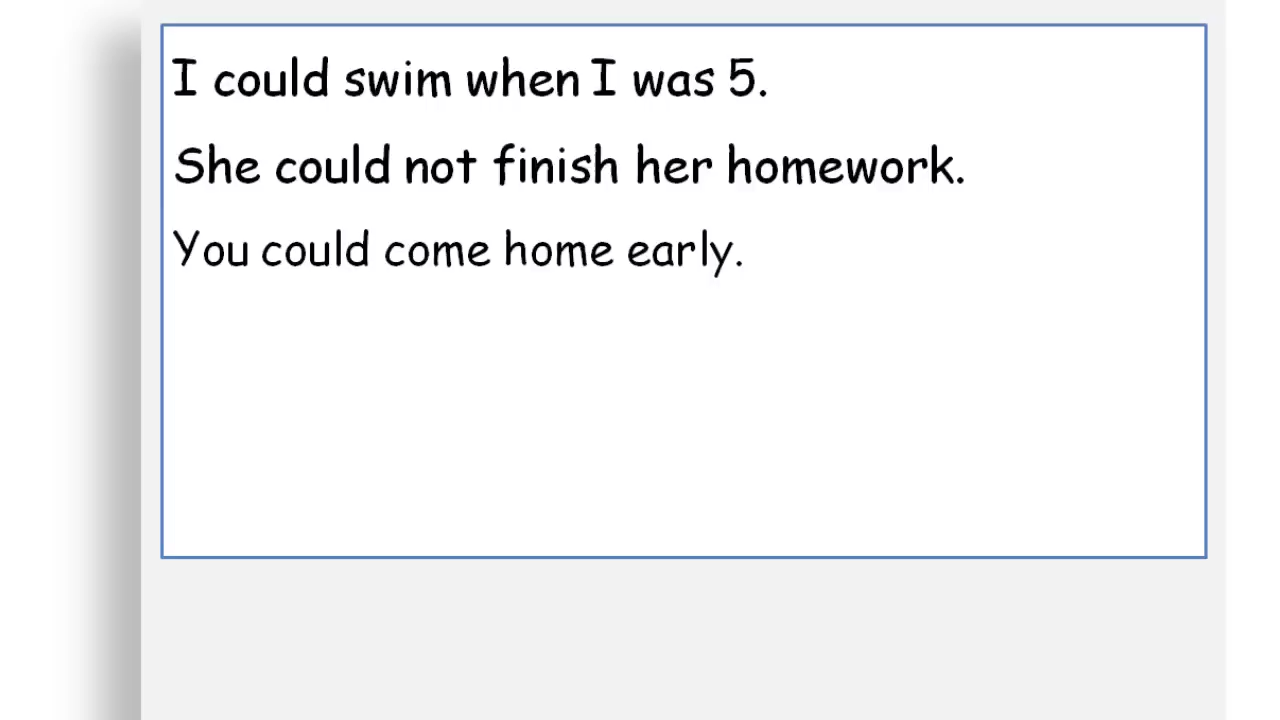 I could swim when I was 5.
She could not finish her homework.
You could come home early.